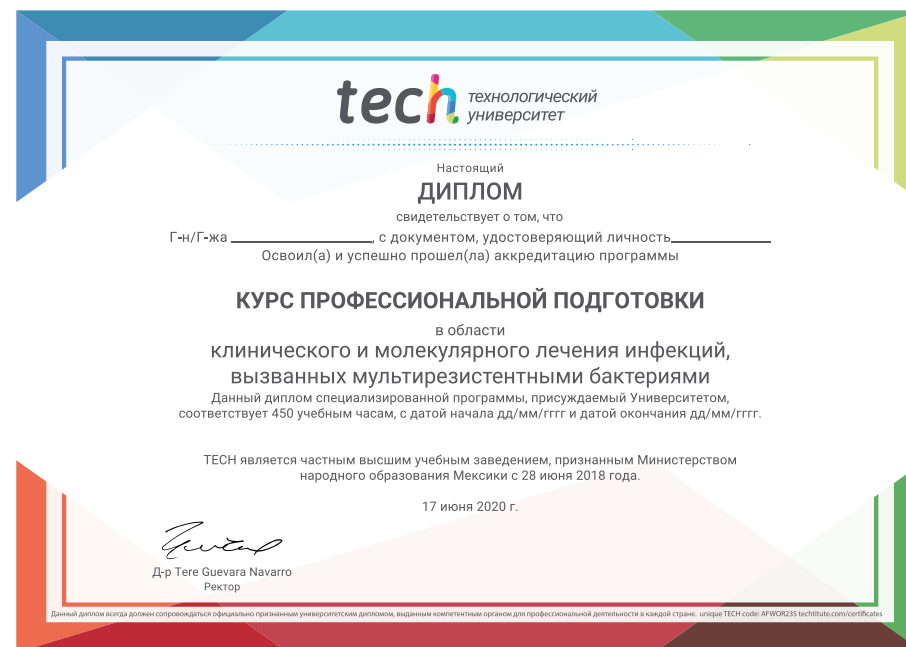 tech технологический
университет
Настоящий
ДИПЛОМ
свидетельствует о том, что
Г-н/Г-жа ____________________, с документом, удостоверяющий личность______________
Освоил(а) и успешно прошел(ла) аккредитацию программы
КУРС ПРОФЕССИОНАЛЬНОЙ ПОДГОТОВКИ
в области
клинического и молекулярного лечения инфекций,
вызванных мультирезистентными бактериями
Данный диплом специализированной программы, присуждаемый Университетом,
соответствует 450 учебным часам, с датой начала дд/мм/гггг и датой окончания дд/мм/гггг.
TECH является частным высшим учебным заведением, признанным Министерством
народного образования Мексики с 28 июня 2018 года.
17 июня 2020 г.
Д-р Tere Guevara Navarro
Ректор
Данный диплом всегда должен сопровождаться официально признанным университетским дипломом, выданным компетентным органом для профессиональной деятельности в каждой стране. unique TECH code: AFWOR23S techtitute.com/certificates